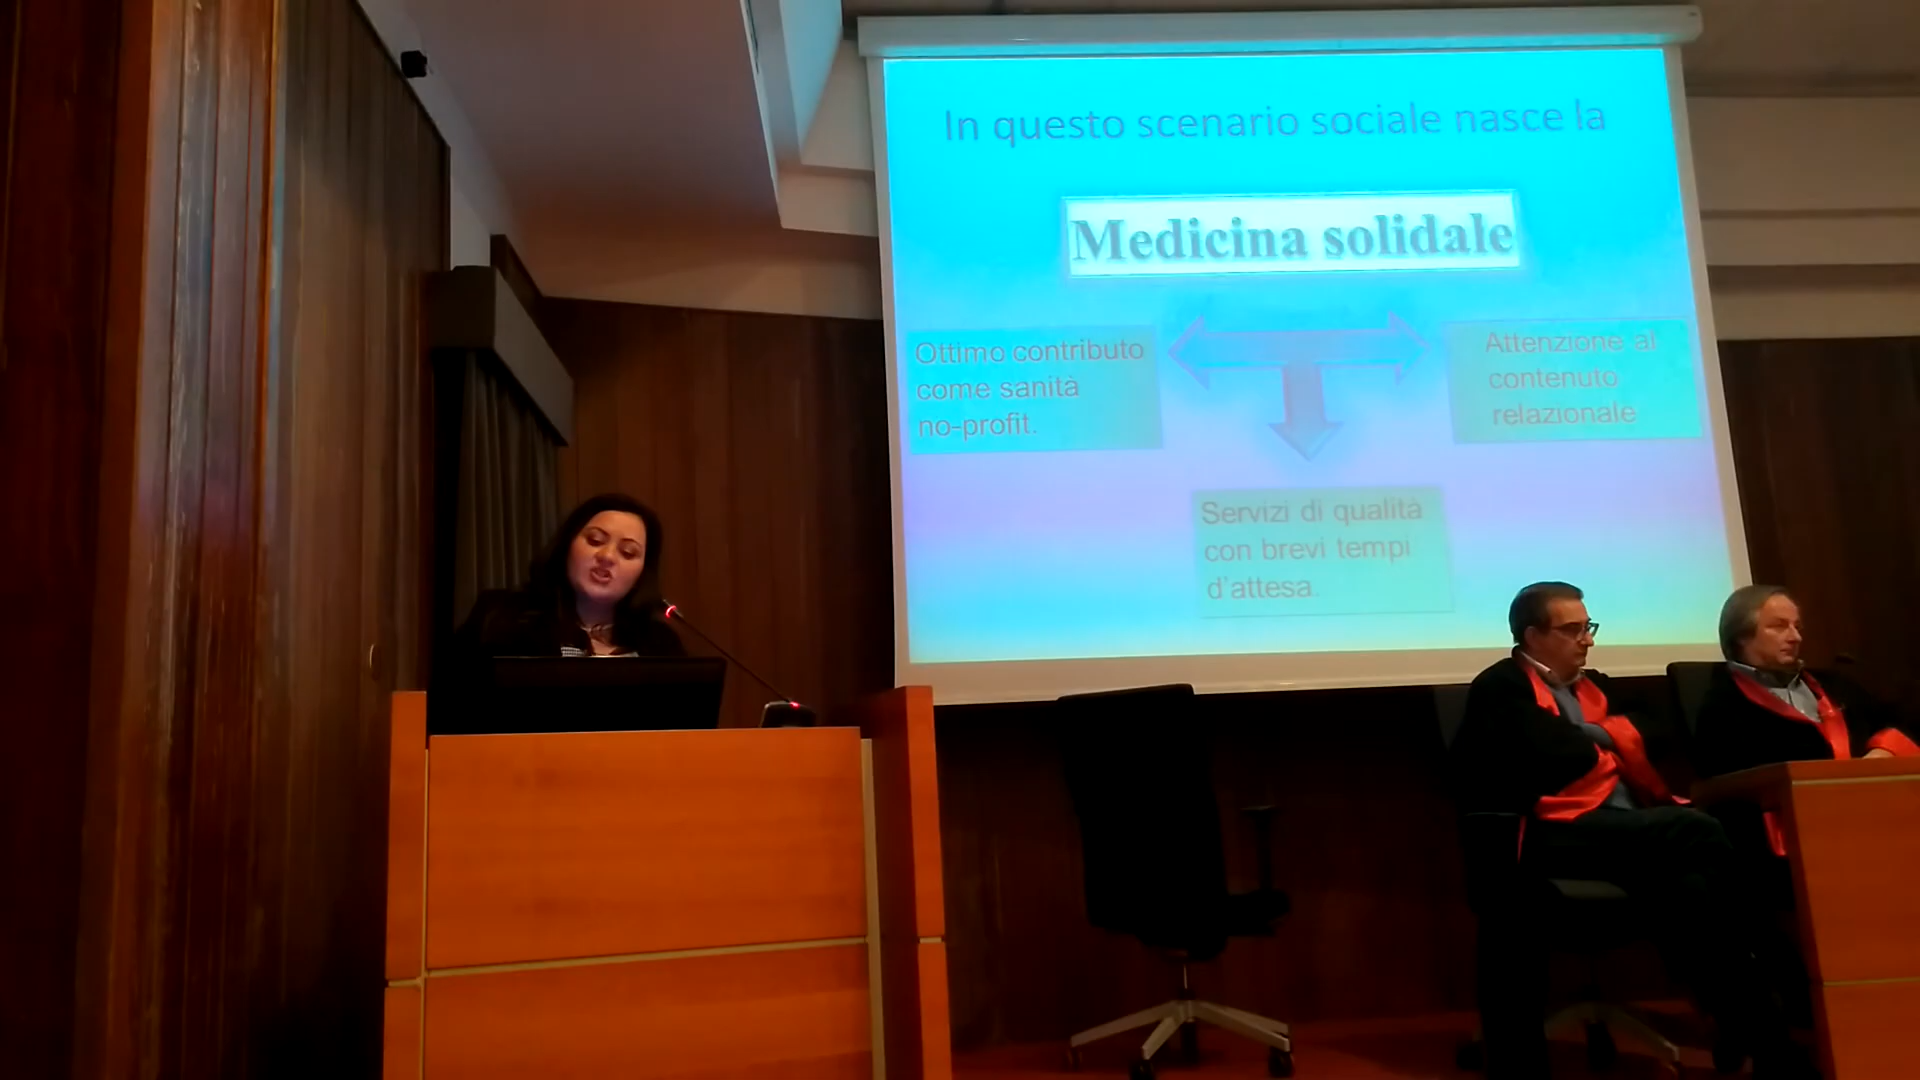 In questo scenario sociale nasce la
Medicina solidale
Ottimo contributo
come sanità
no-profit.
Attenzione al
contenuto
relazionale
Servizi di qualità
con brevi tempi
d'attesa.